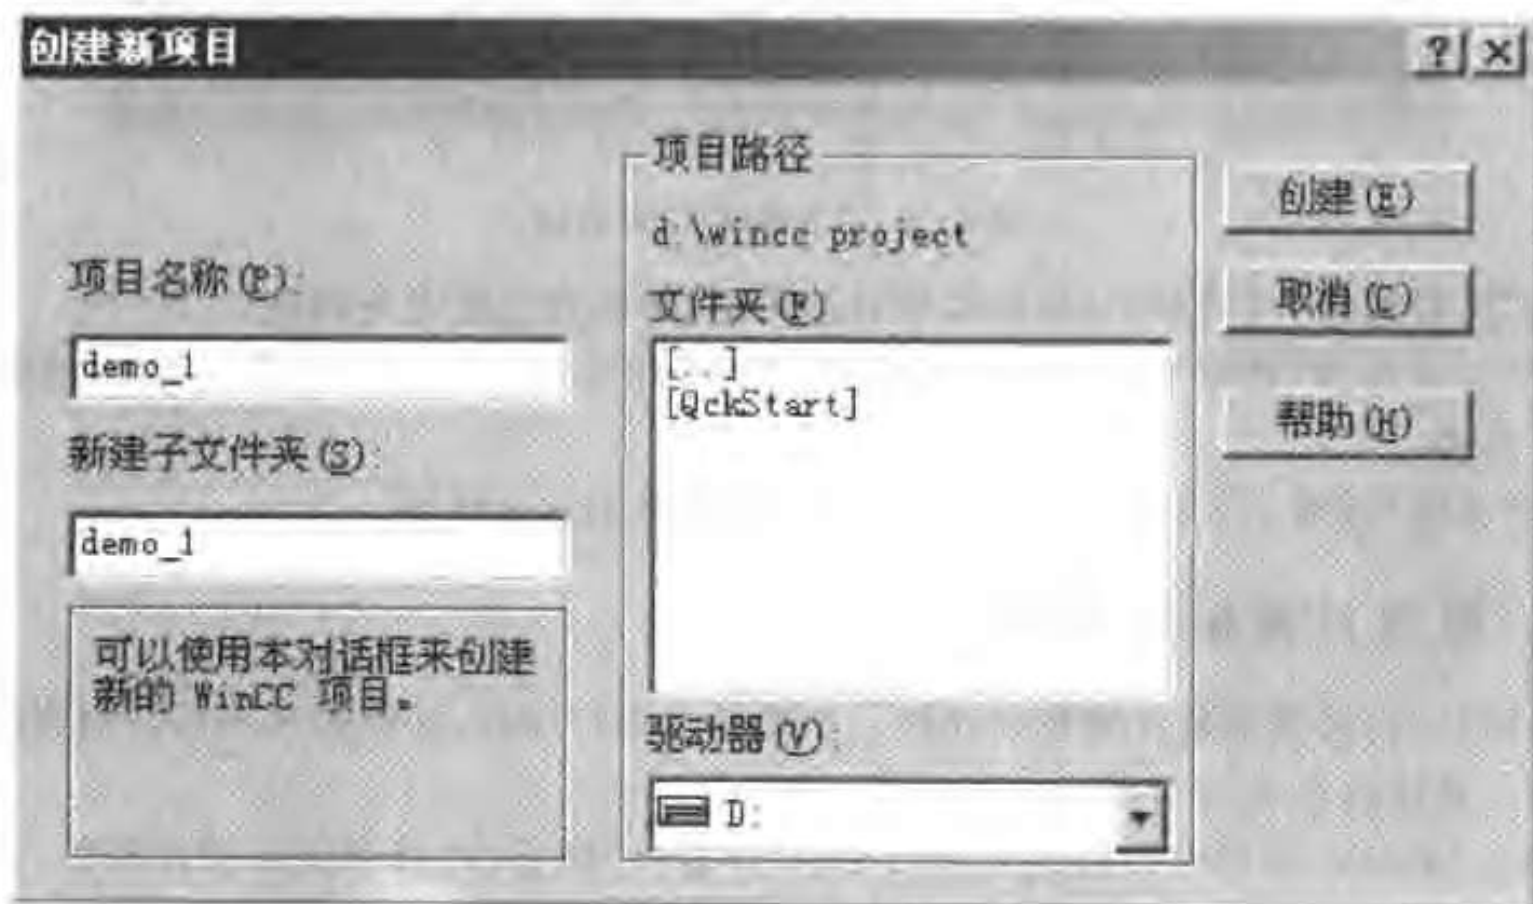 创建新项目
项目名称(P):
demo_1
新建子文件夹(S):
demo_1
可以使用本对话框来创建
新的 WinCC 项目。
项目路径
d:\wincc project
文件夹(F)
[..]
[QckStart]
驱动器(V):
D:
创建(E)
取消(C)
帮助(H)